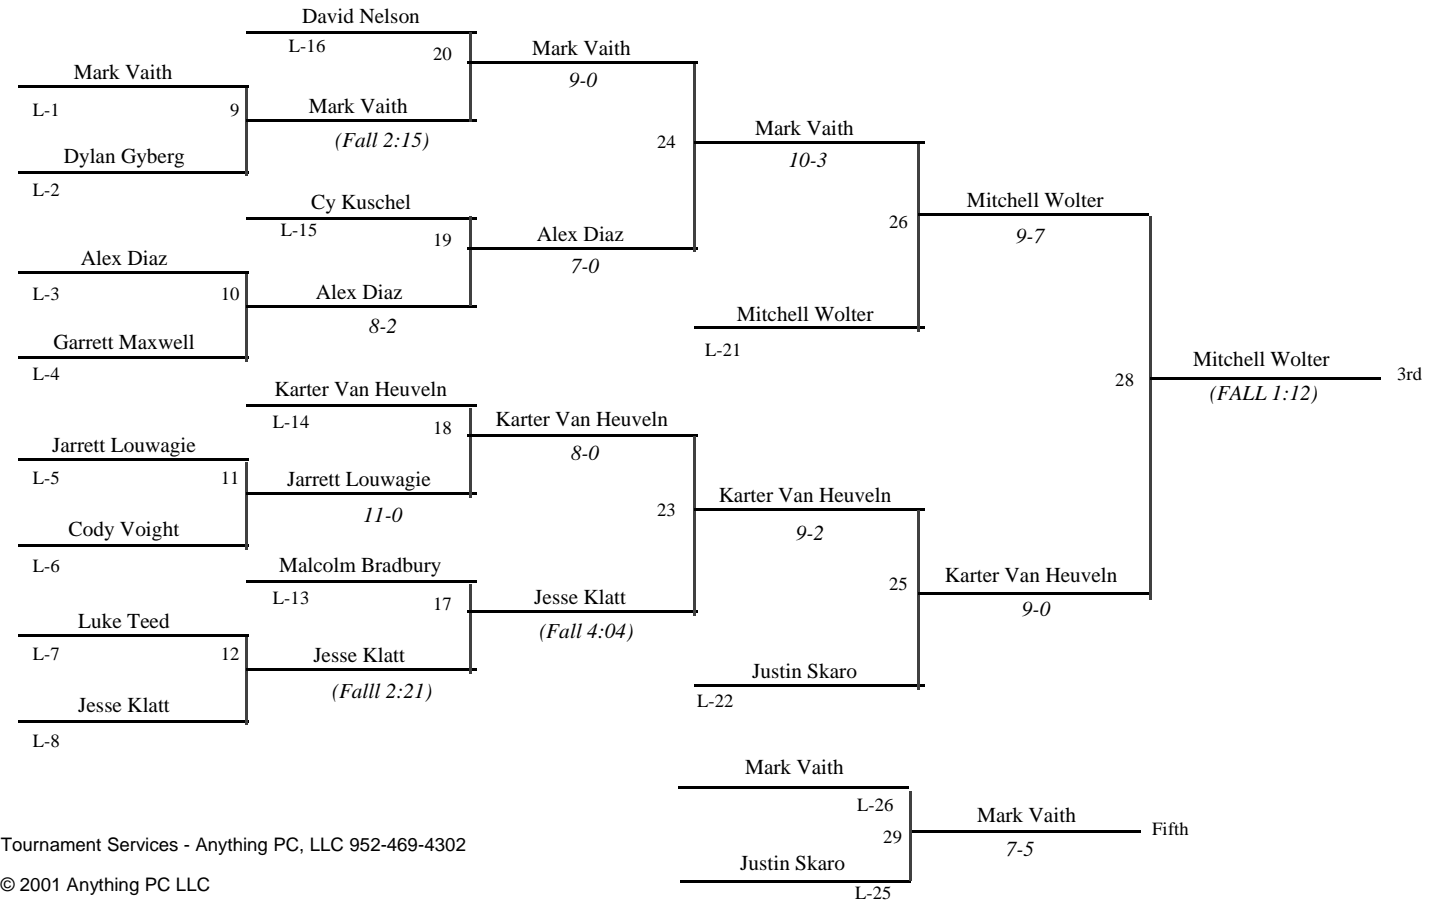 David Nelson
L-16
20
Mark Vaith
9-0
Mark Vaith
L-1
9
Mark Vaith
(Fall 2:15)
Dylan Gyberg
L-2
24
Mark Vaith
10-3
Cy Kuschel
L-15
19
Alex Diaz
7-0
Alex Diaz
L-3
10
Alex Diaz
8-2
Garrett Maxwell
L-4
26
Mitchell Wolter
9-7
Mitchell Wolter
L-21
28
Mitchell Wolter
(FALL 1:12)
3rd
Karter Van Heuveln
L-14
18
Karter Van Heuveln
8-0
Jarrett Louwagie
L-5
11
Jarrett Louwagie
11-0
Cody Voight
L-6
23
Karter Van Heuveln
9-2
Malcolm Bradbury
L-13
17
Jesse Klatt
(Fall 4:04)
25
Karter Van Heuveln
9-0
Luke Teed
L-7
12
Jesse Klatt
(Falll 2:21)
Jesse Klatt
L-8
Justin Skaro
L-22
Mark Vaith
L-26
29
Mark Vaith
7-5
Fifth
Justin Skaro
L-25
Tournament Services - Anything PC, LLC 952-469-4302
© 2001 Anything PC LLC